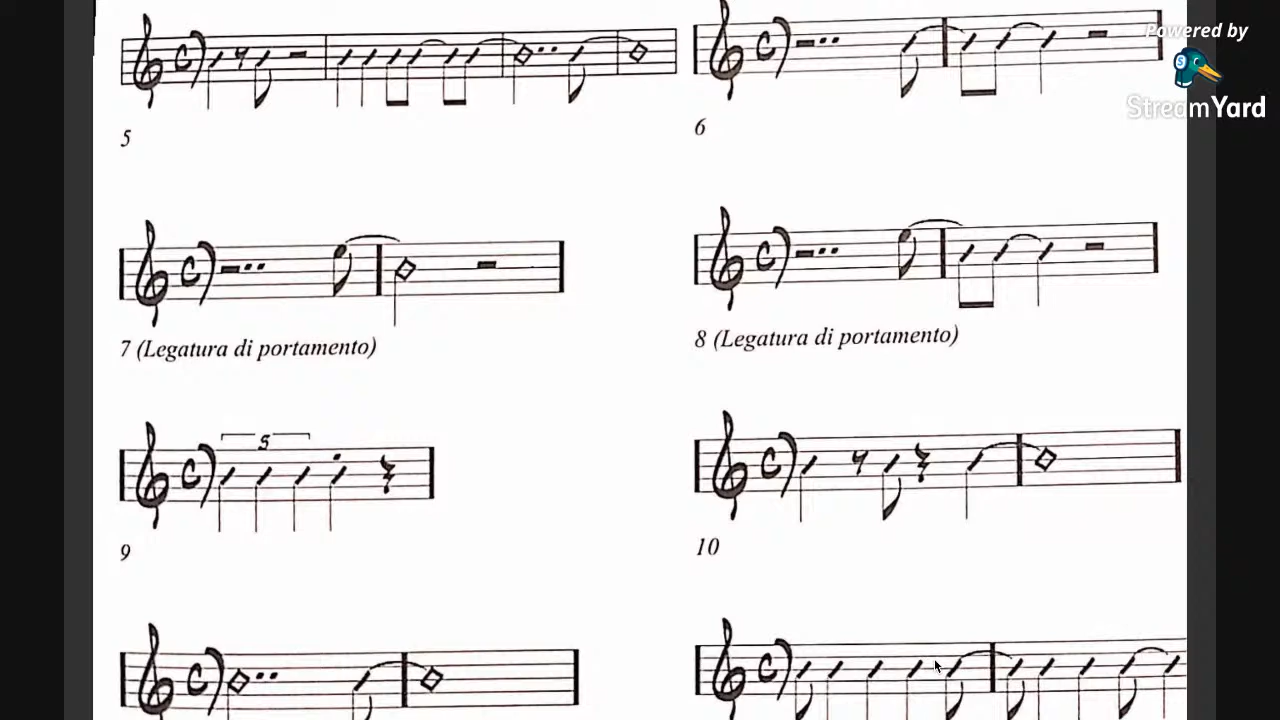 Powered by
StreamYard
5
6
7 (Legatura di portamento)
8 (Legatura di portamento)
5
9
10